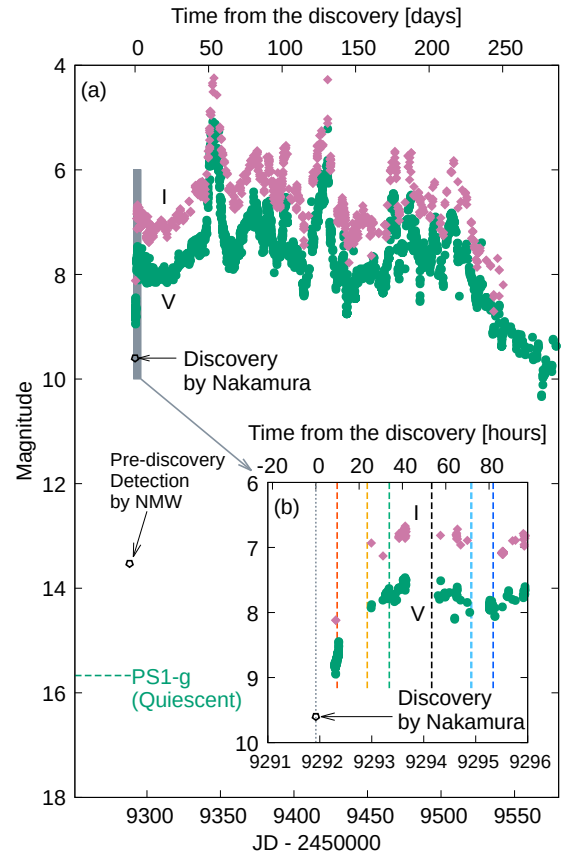 Time from the discovery [days]
0 50 100 150 200 250
(a)
4
6
8
10
12
14
16
18
Magnitude
I
V
Discovery
by Nakamura
Pre-discovery
Detection
by NMW
PS1-g
(Quiescent)
Time from the discovery [hours]
-20 0 20 40 60 80
(b)
6
7
8
9
10
I
V
Discovery
by Nakamura
9291 9292 9293 9294 9295 9296
9300 9350 9400 9450 9500 9550
JD - 2450000